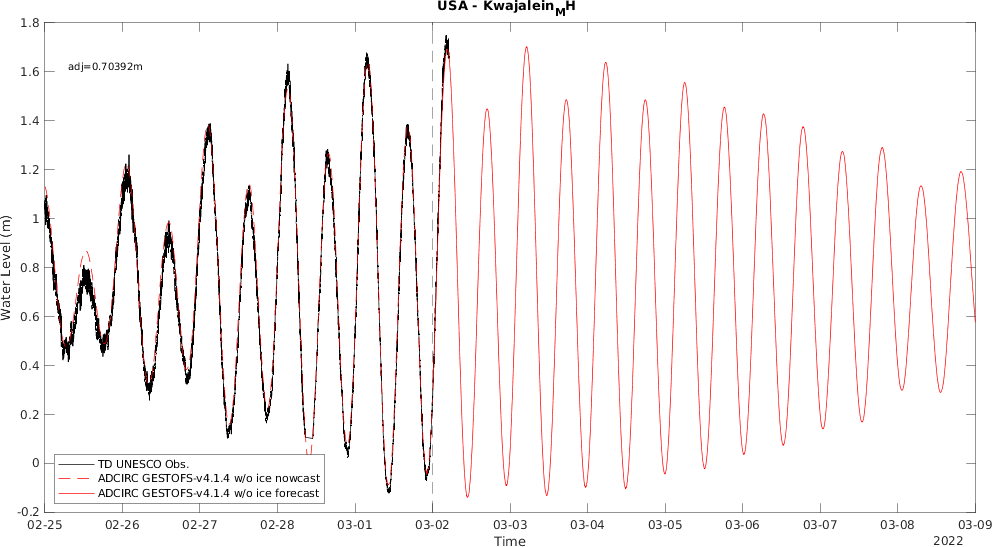 USA - Kwajalein_MH
adj=0.70392m
1.8
1.6
1.4
1.2
1
0.8
0.6
0.4
0.2
0
-0.2
Water Level (m)
TD UNESCO Obs.
ADCIRC GESTOFS-v4.1.4 w/o ice nowcast
ADCIRC GESTOFS-v4.1.4 w/o ice forecast
02-25 02-26 02-27 02-28 03-01 03-02 03-03 03-04 03-05 03-06 03-07 03-08 03-09
Time
2022